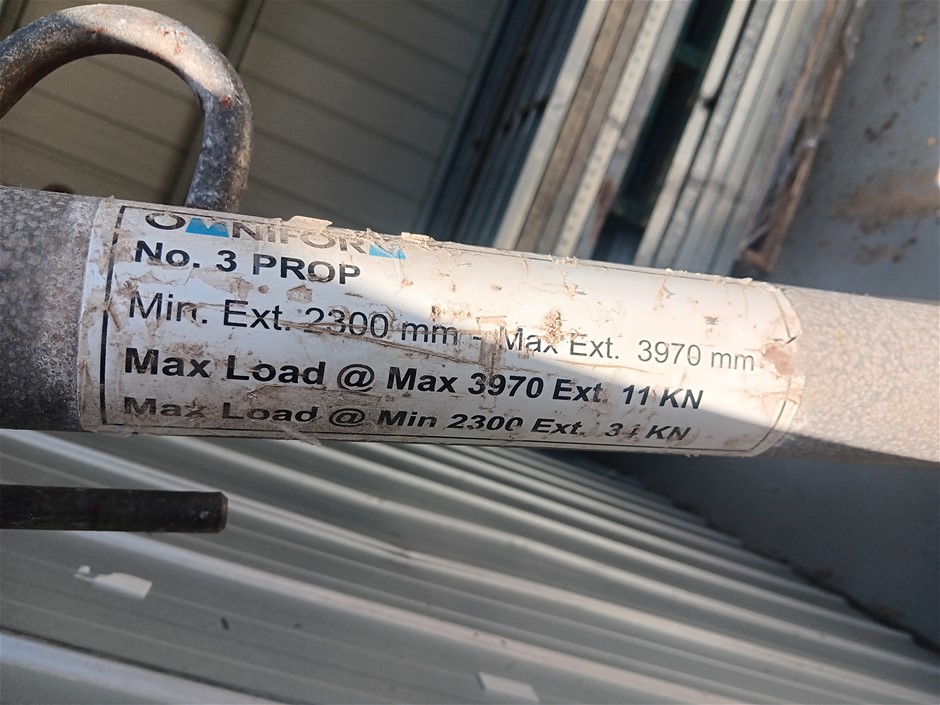 OMNIFORM
No. 3 PROP
Min. Ext. 2300 mm - Max Ext. 3970 mm
Max Load @ Max 3970 Ext. 11 KN
Max Load @ Min 2300 Ext. KN